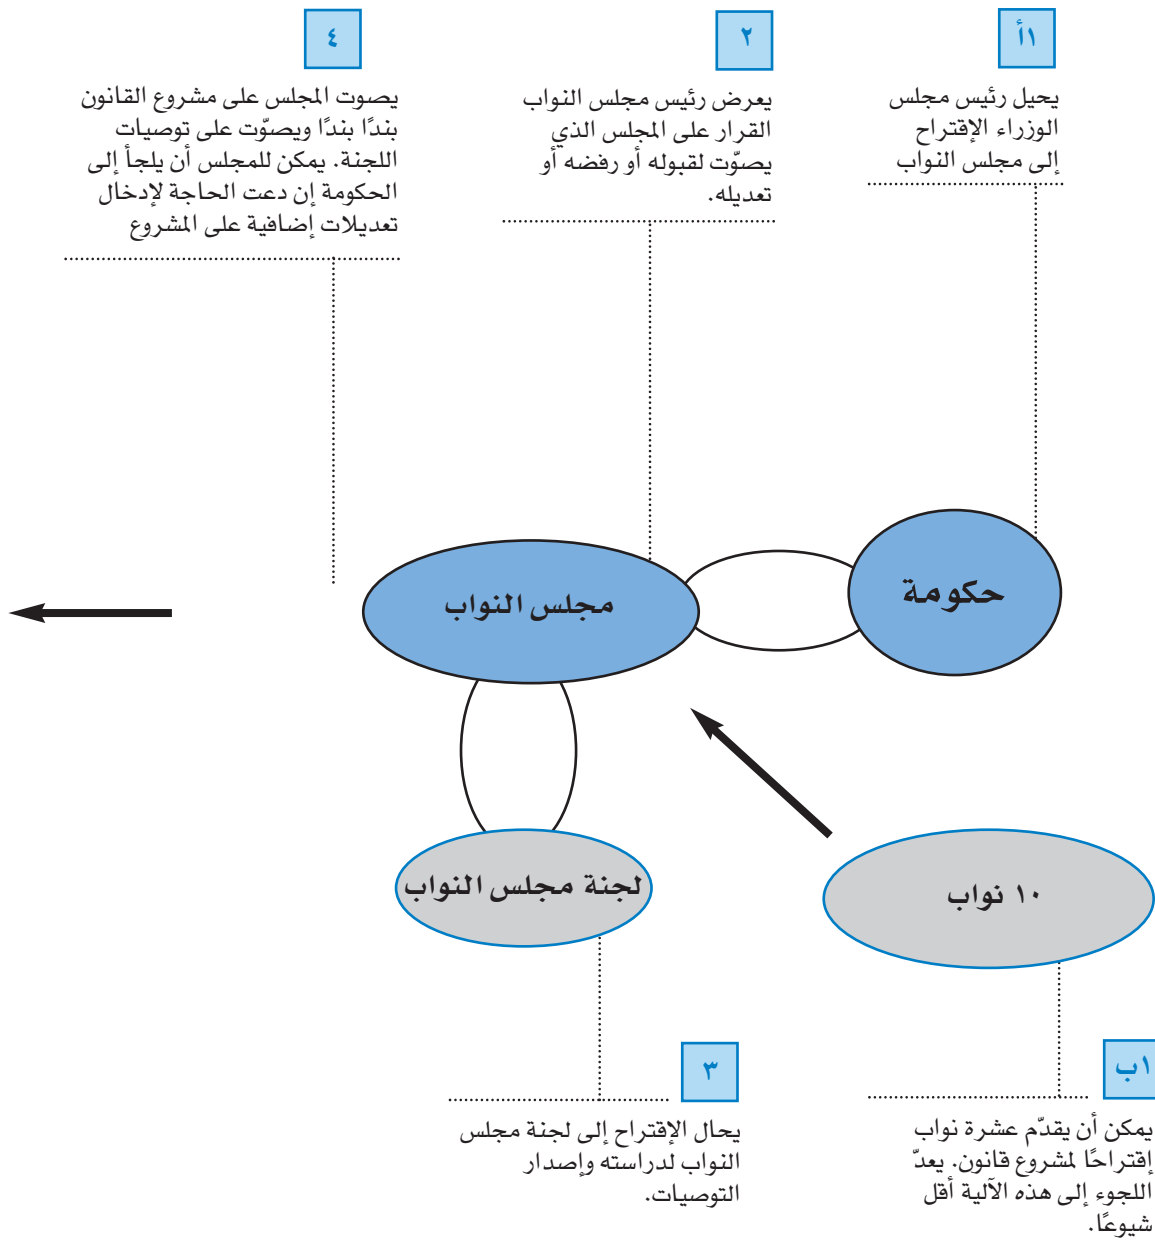 ١أ
يحيل رئيس مجلس
الوزراء الإقتراح
إلى مجلس النواب
٢
يعرض رئيس مجلس النواب
القرار على المجلس الذي
يصوّت لقبوله أو رفضه أو
تعديله.
٤
يصوت المجلس على مشروع القانون
بندًا بندًا ويصوّت على توصيات
اللجنة. يمكن للمجلس أن يلجأ إلى
الحكومة إن دعت الحاجة لإدخال
تعديلات إضافية على المشروع
حكومة
مجلس النواب
١٠ نواب
لجنة مجلس النواب
١ب
يمكن أن يقدّم عشرة نواب
إقتراحًا لمشروع قانون. يعدّ
اللجوء إلى هذه الآلية أقل
شيوعًا.
٣
يحال الإقتراح إلى لجنة مجلس
النواب لدراسته وإصدار
التوصيات.